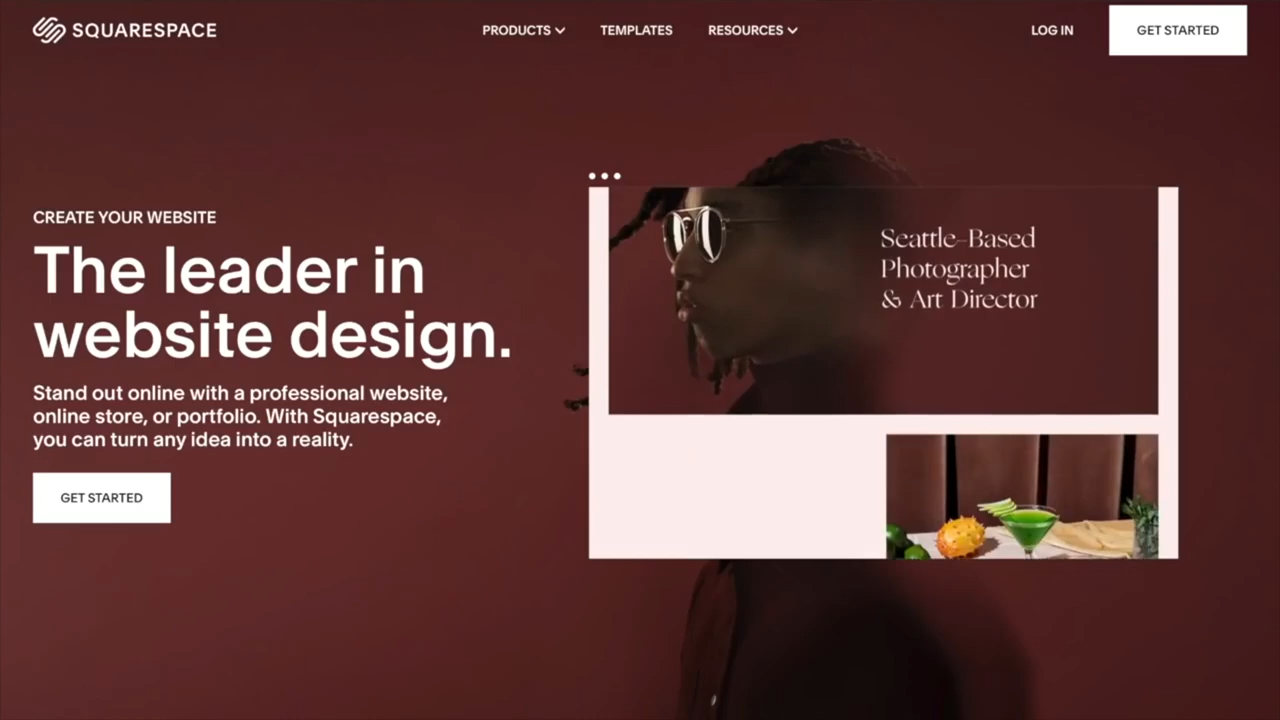 SQUARESPACE
PRODUCTS
TEMPLATES
RESOURCES
LOG IN
GET STARTED
CREATE YOUR WEBSITE
The leader in
website design.
Stand out online with a professional website,
online store, or portfolio. With Squarespace,
you can turn any idea into a reality.
GET STARTED
Seattle–Based
Photographer
& Art Director